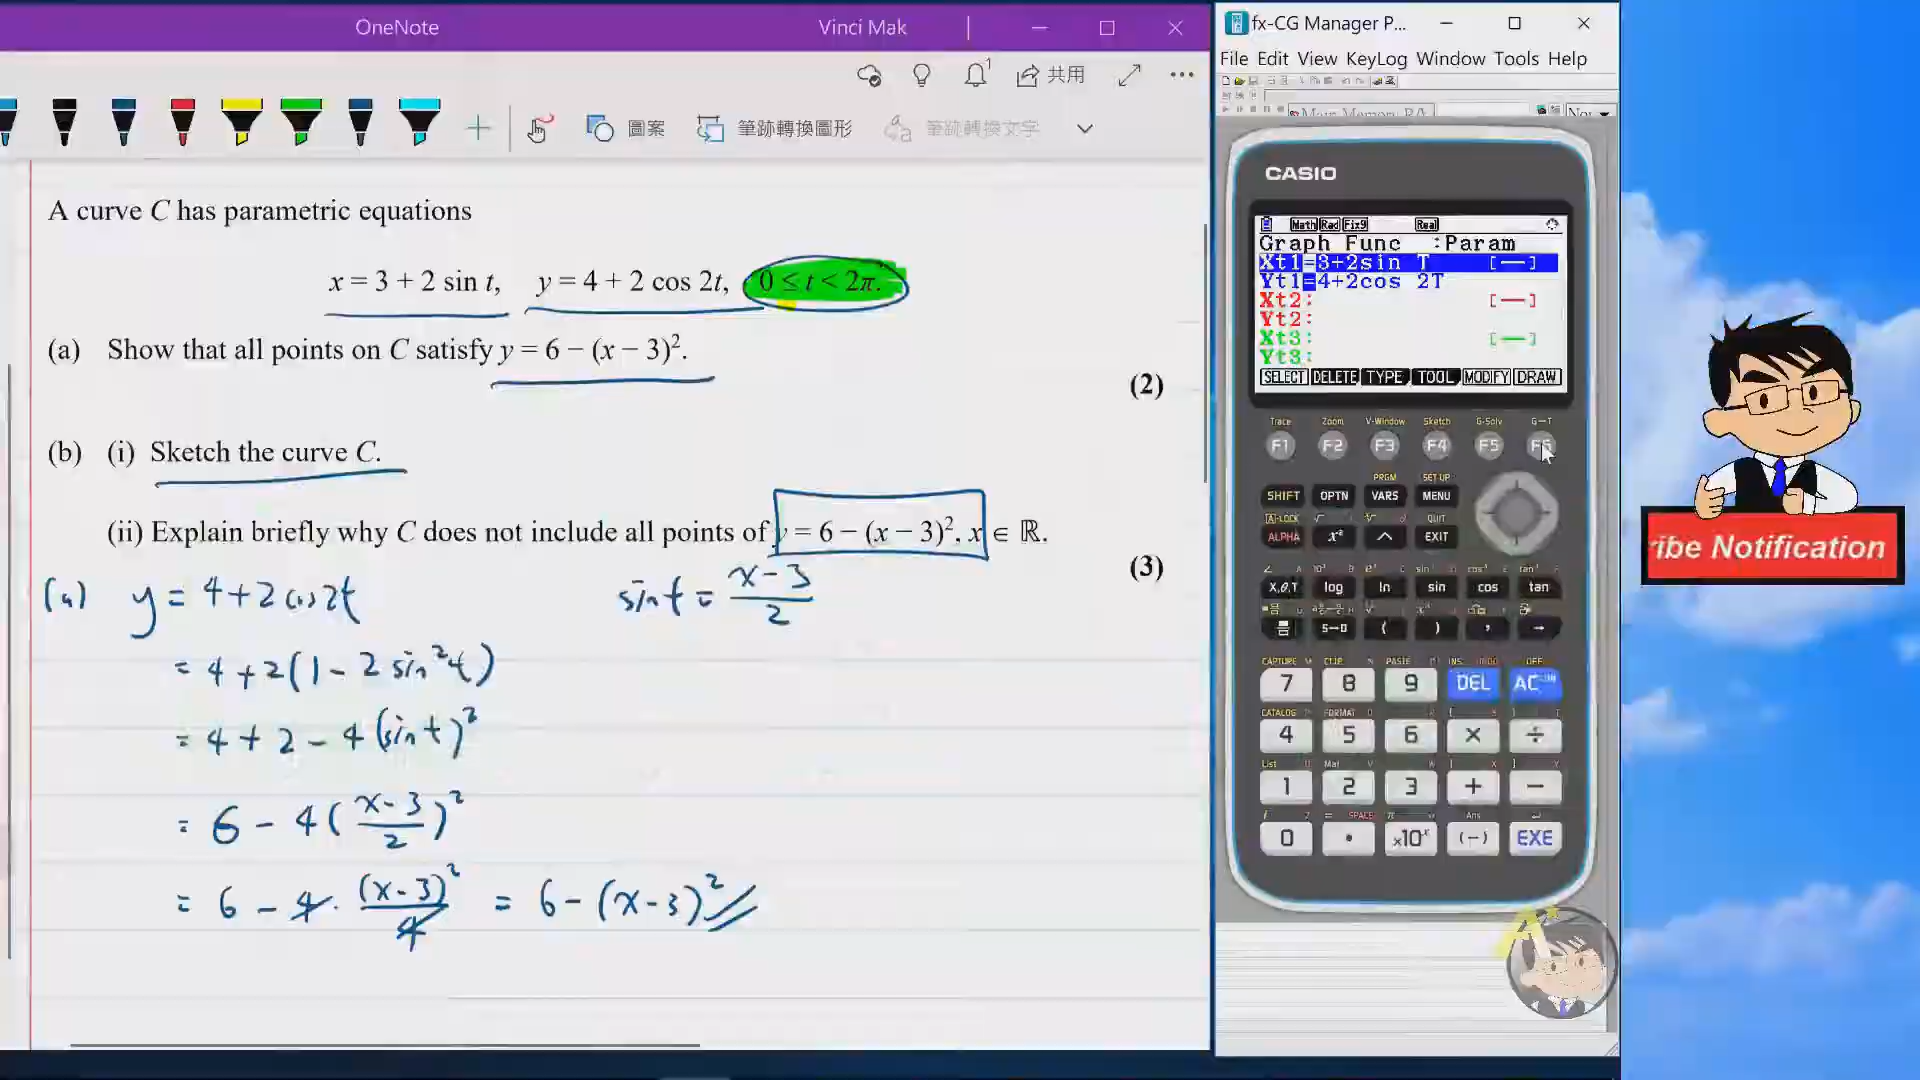 OneNote
Vinci Mak
共用
圖案
筆跡轉換圖形
筆跡轉換文字
A curve C has parametric equations
x = 3 + 2 sin t, y = 4 + 2 cos 2t, 0 ≤ t < 2π.
(a) Show that all points on C satisfy y = 6 − (x − 3)².
(2)
(b) (i) Sketch the curve C.
(ii) Explain briefly why C does not include all points of y = 6 − (x − 3)², x ∈ ℝ.
(3)
(a) y = 4 + 2 cos 2t
sin t = (x − 3)/2
= 4 + 2(1 − 2 sin² t)
= 4 + 2 − 4(sin t)²
= 6 − 4((x − 3)/2)²
= 6 − 4 · (x − 3)²/4 = 6 − (x − 3)²
fx-CG Manager P...
File Edit View KeyLog Window Tools Help
CASIO
Math Rad Fix9 Real
Graph Func :Param
Xt1=3+2sin T [—]
Yt1=4+2cos 2T
Xt2: [—]
Yt2:
Xt3: [—]
Yt3:
SELECT DELETE TYPE TOOL MODIFY DRAW
Trace Zoom V-Window Sketch G-Solv G↔T
F1 F2 F3 F4 F5 F6
PRGM SET UP
SHIFT OPTN VARS MENU
A-LOCK QUIT
ALPHA x² ^ EXIT
X,θ,T log ln sin cos tan
S↔D ( ) , →
CAPTURE CLIP PASTE INS UNDO OFF
7 8 9 DEL AC
CATALOG FORMAT
4 5 6 × ÷
List Mat
1 2 3 + −
SPACE π Ans
0 . ×10ˣ (−) EXE
ribe Notification